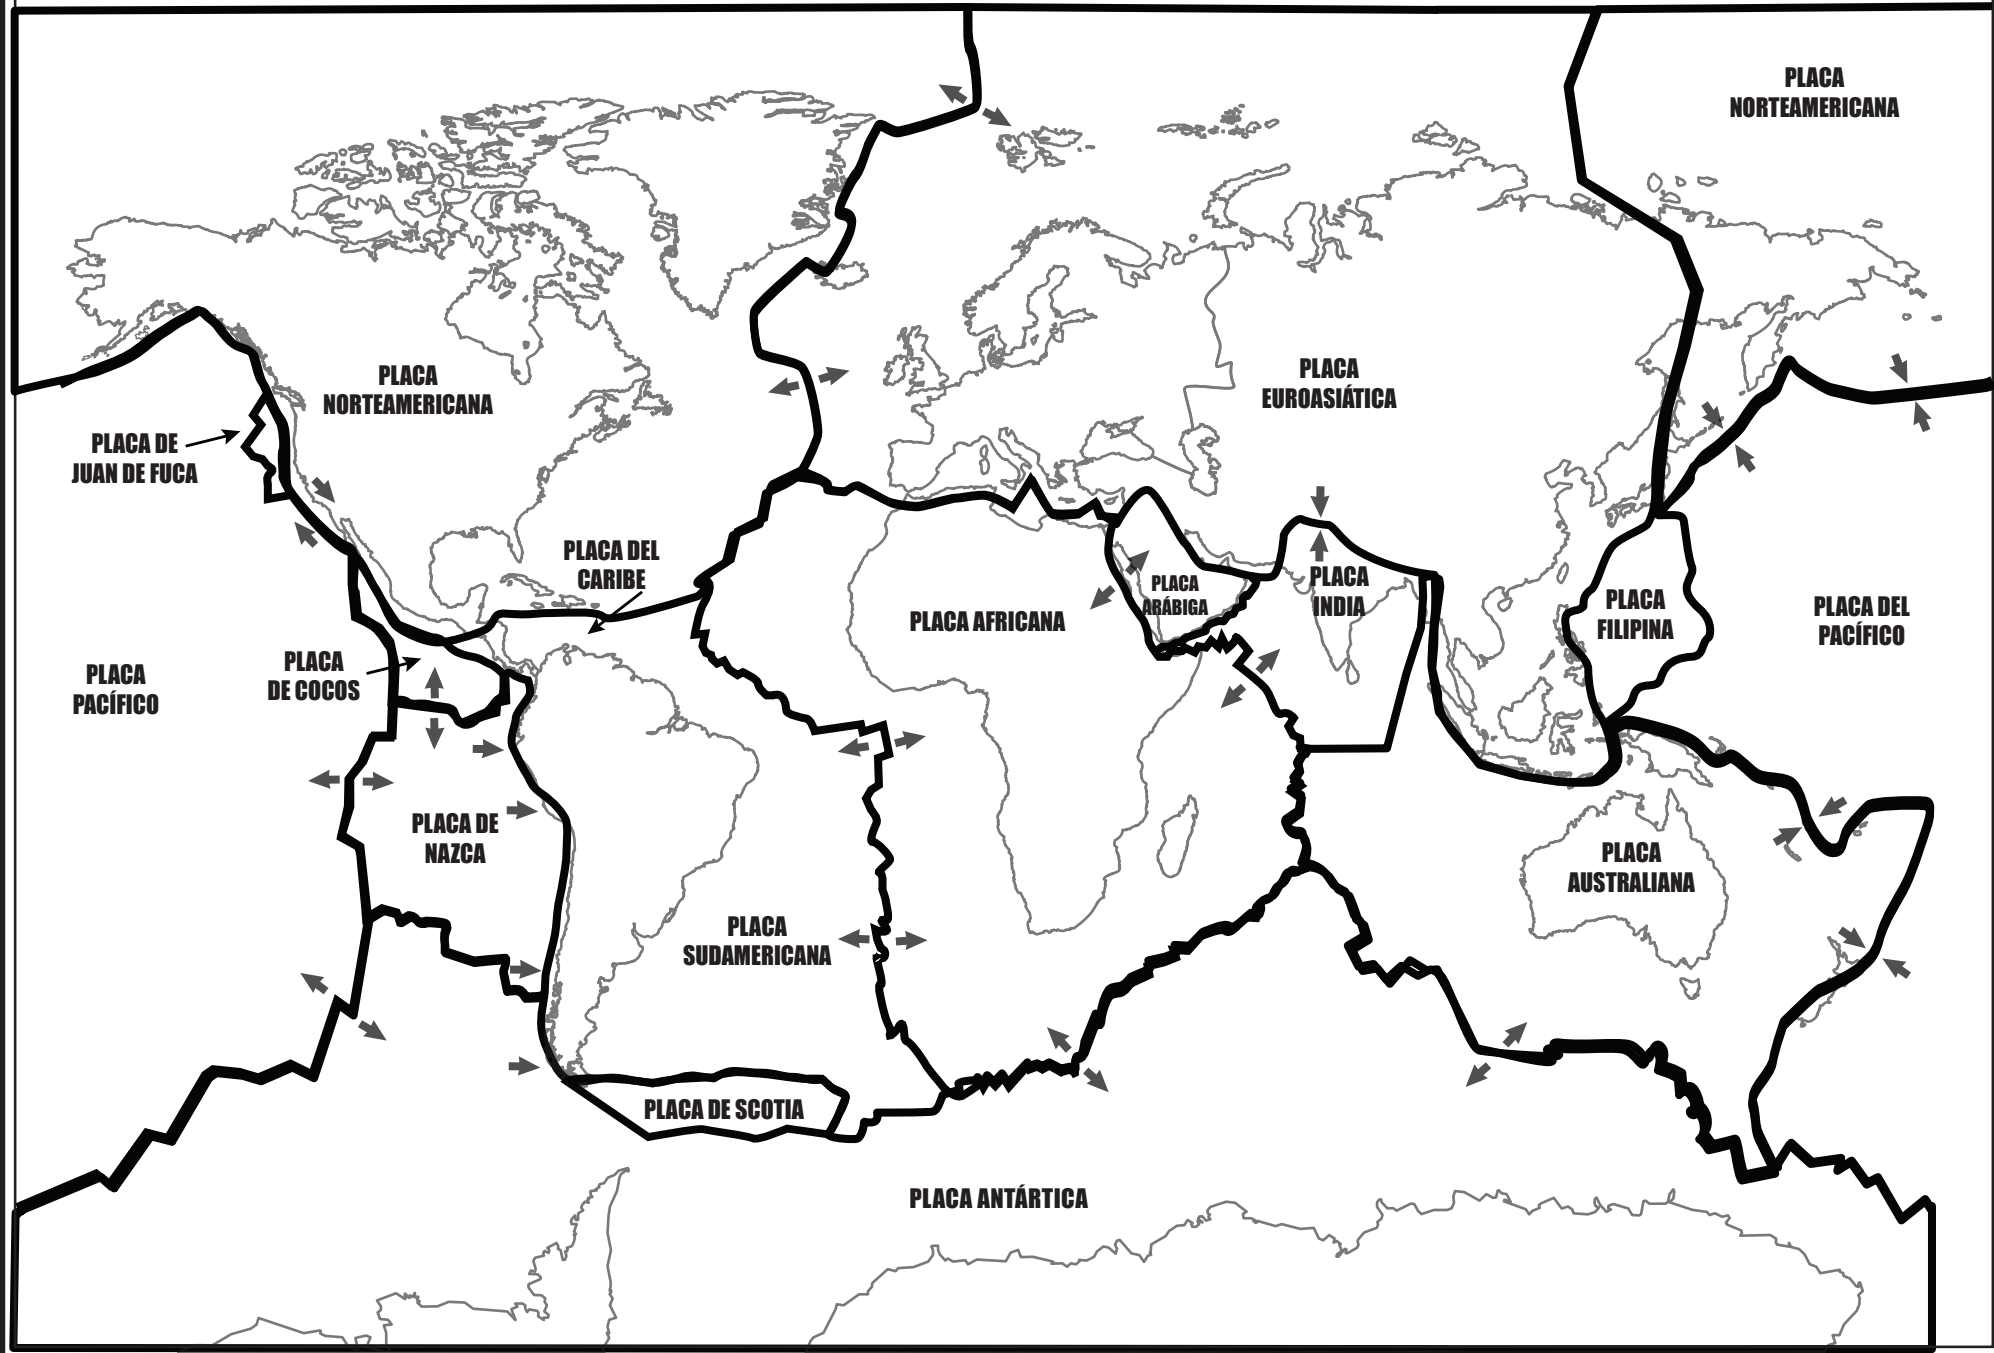 PLACA
NORTEAMERICANA
PLACA
NORTEAMERICANA
PLACA
EUROASIÁTICA
PLACA DE
JUAN DE FUCA
PLACA DEL
CARIBE
PLACA
ARÁBIGA
PLACA
INDIA
PLACA AFRICANA
PLACA
FILIPINA
PLACA DEL
PACÍFICO
PLACA
PACÍFICO
PLACA
DE COCOS
PLACA DE
NAZCA
PLACA
SUDAMERICANA
PLACA
AUSTRALIANA
PLACA DE SCOTIA
PLACA ANTÁRTICA